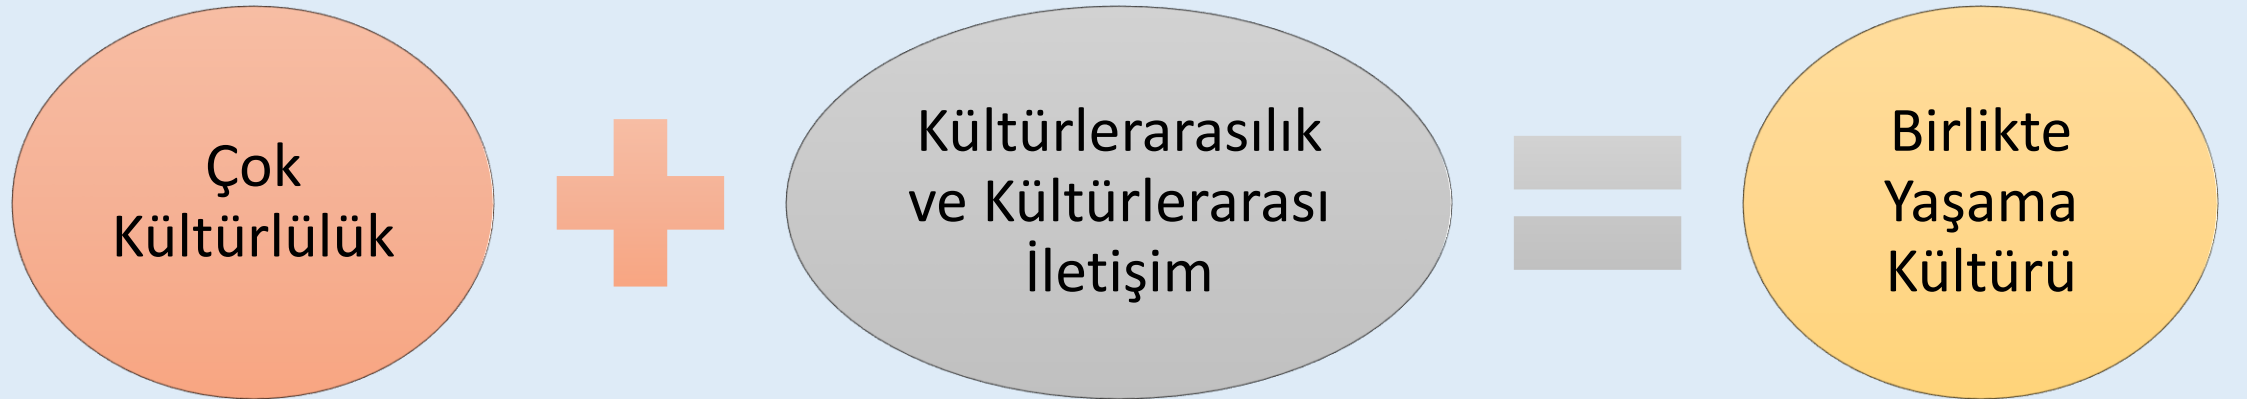 Çok
Kültürlülük
Kültürlerarasılık
ve Kültürlerarası
İletişim
Birlikte
Yaşama
Kültürü